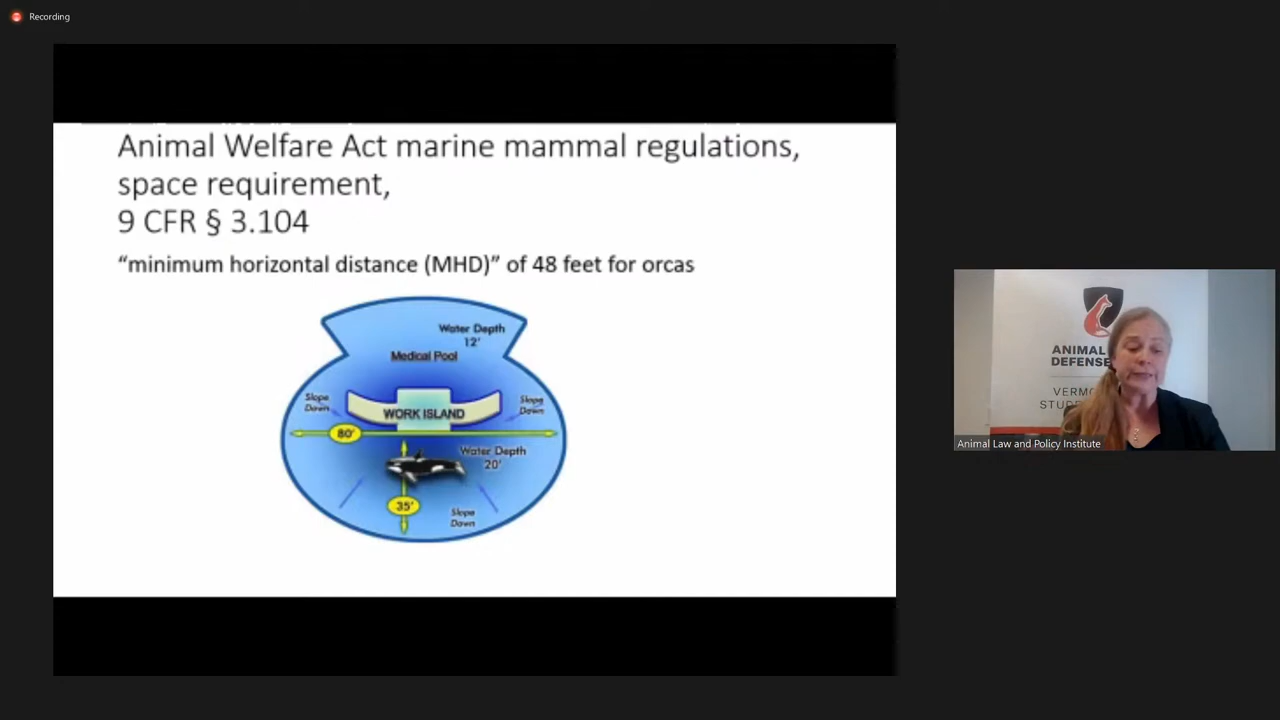 Recording
Animal Welfare Act marine mammal regulations,
space requirement,
9 CFR § 3.104
“minimum horizontal distance (MHD)” of 48 feet for orcas
Water Depth
12'
Medical Pool
Slope
Down
WORK ISLAND
Slope
Down
80'
Water Depth
20'
35'
Slope
Down
ANIMAL
DEFENSE
VERMO
STUDE
Animal Law and Policy Institute